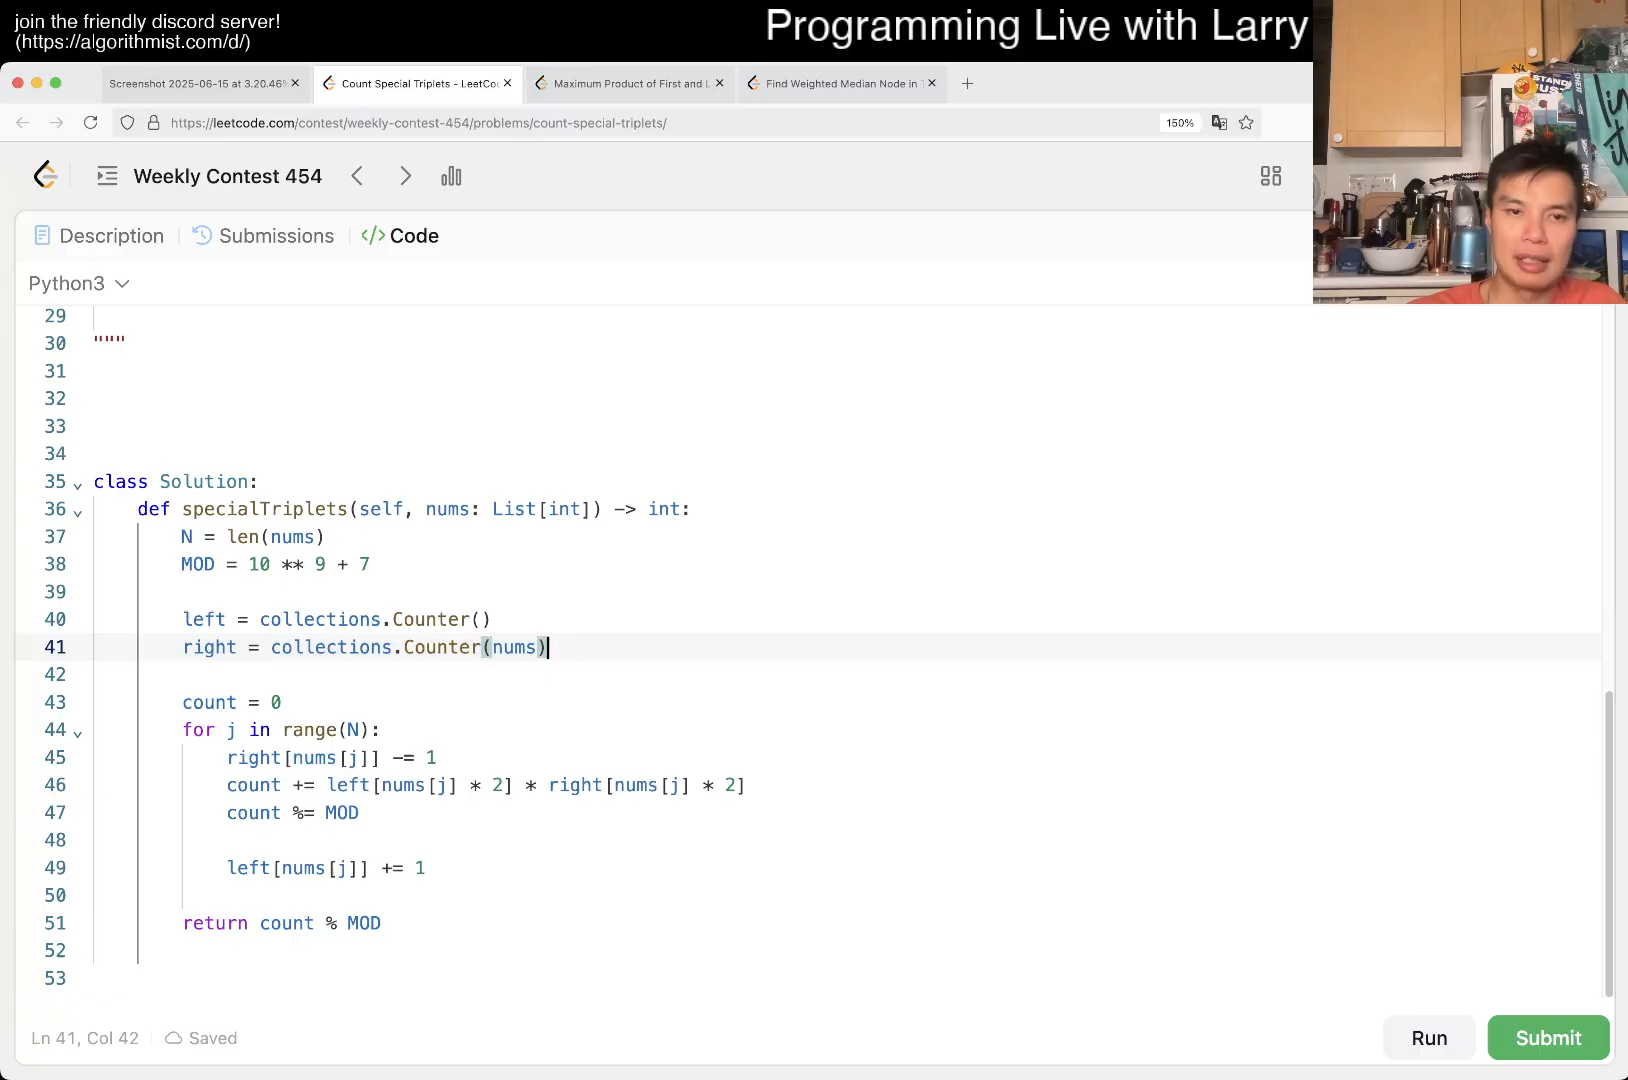 join the friendly discord server!
(https://algorithmist.com/d/)
Programming Live with Larry
Screenshot 2025-06-15 at 3.20.46
Count Special Triplets - LeetCo
Maximum Product of First and L
Find Weighted Median Node in T
https://leetcode.com/contest/weekly-contest-454/problems/count-special-triplets/
150%
Weekly Contest 454
Description
Submissions
</> Code
Python3
29
30 """
31
32
33
34
35 class Solution:
36 def specialTriplets(self, nums: List[int]) -> int:
37 N = len(nums)
38 MOD = 10 ** 9 + 7
39
40 left = collections.Counter()
41 right = collections.Counter(nums)
42
43 count = 0
44 for j in range(N):
45 right[nums[j]] -= 1
46 count += left[nums[j] * 2] * right[nums[j] * 2]
47 count %= MOD
48
49 left[nums[j]] += 1
50
51 return count % MOD
52
53
Ln 41, Col 42
Saved
Run
Submit
STAND